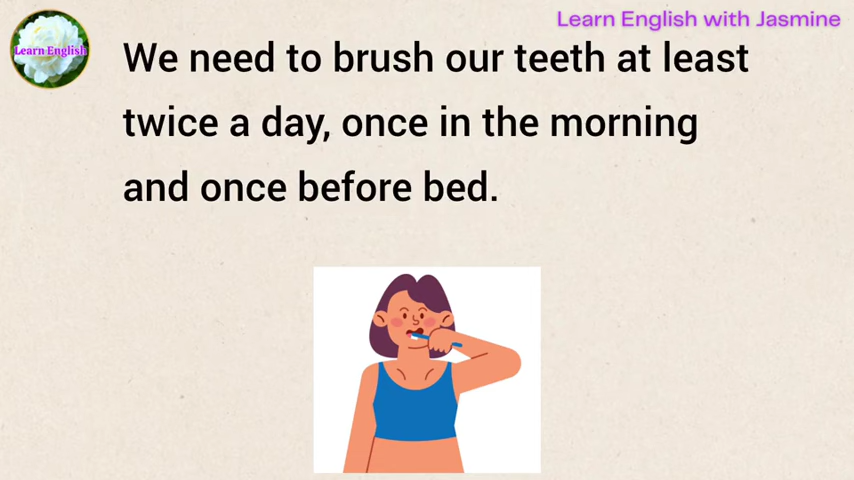 Learn English with Jasmine
Learn English
We need to brush our teeth at least
twice a day, once in the morning
and once before bed.